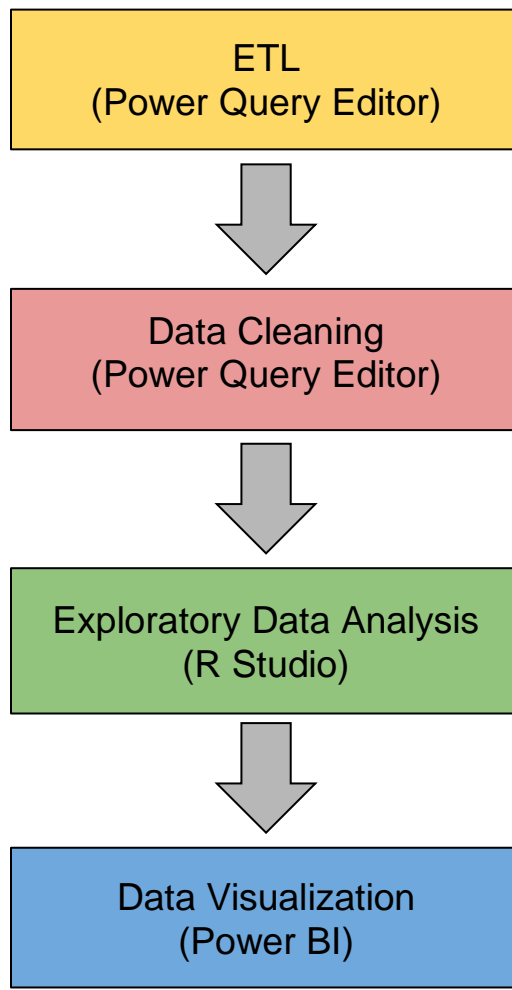 ETL
(Power Query Editor)
Data Cleaning
(Power Query Editor)
Exploratory Data Analysis
(R Studio)
Data Visualization
(Power BI)